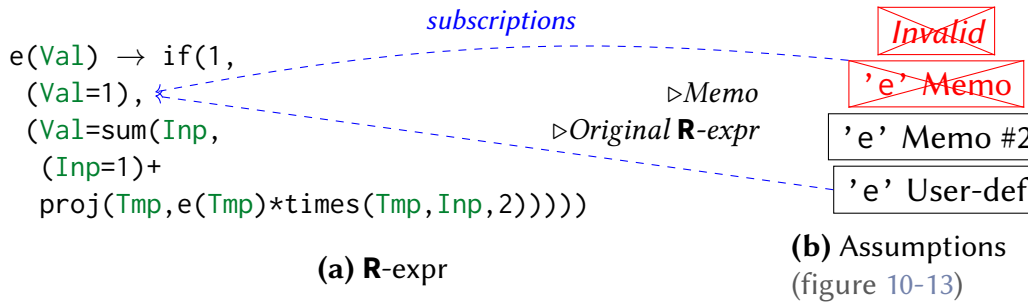 subscriptions
e(Val) → if(1,
(Val=1),
▷Memo
(Val=sum(Inp,
▷Original R-expr
(Inp=1)+
proj(Tmp,e(Tmp)*times(Tmp,Inp,2)))))
(a) R-expr
Invalid
'e' Memo
'e' Memo #2
'e' User-def
(b) Assumptions
(figure 10-13)